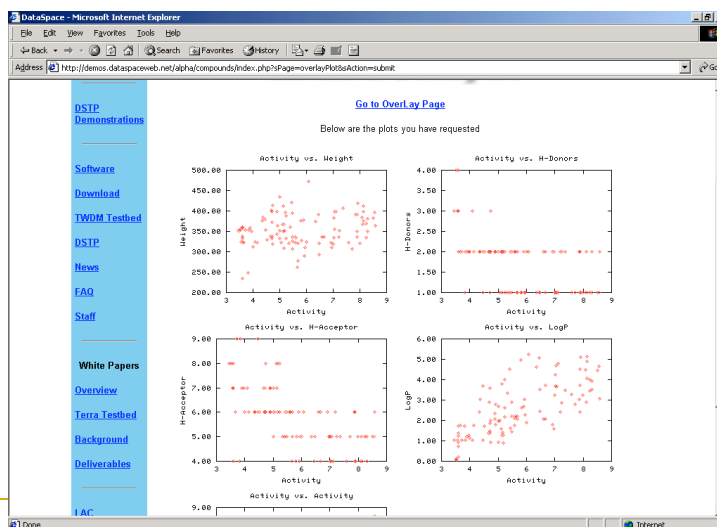 DataSpace - Microsoft Internet Explorer
File Edit View Favorites Tools Help
Back Search Favorites History
Address http://demos.dataspaceweb.net/alpha/compounds/index.php?sPage=overlayPlot&sAction=submit Go
DSTP
Demonstrations
Software
Download
TWDM Testbed
DSTP
News
FAQ
Staff
White Papers
Overview
Terra Testbed
Background
Deliverables
LAC
Go to OverLay Page
Below are the plots you have requested
Activity vs. Weight
500.00
450.00
400.00
350.00
300.00
250.00
200.00
Weight
3 4 5 6 7 8 9
Activity
Activity vs. H-Donors
4.00
3.50
3.00
2.50
2.00
1.50
1.00
H-Donors
3 4 5 6 7 8 9
Activity
Activity vs. H-Acceptor
9.00
8.00
7.00
6.00
5.00
4.00
H-Acceptor
3 4 5 6 7 8 9
Activity
Activity vs. LogP
6.00
5.00
4.00
3.00
2.00
1.00
0.00
LogP
3 4 5 6 7 8 9
Activity
Activity vs. Activity
9.00
Done Internet